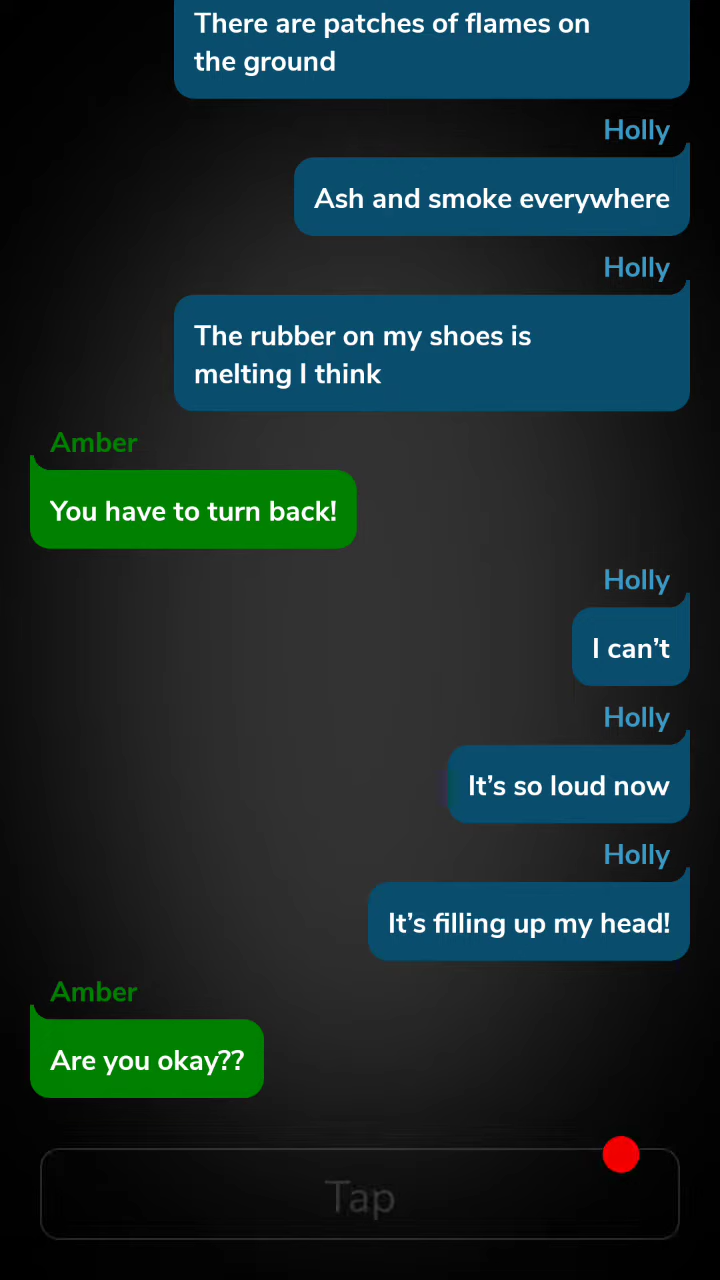 There are patches of flames on
the ground
Holly
Ash and smoke everywhere
Holly
The rubber on my shoes is
melting I think
Amber
You have to turn back!
Holly
I can’t
Holly
It’s so loud now
Holly
It’s filling up my head!
Amber
Are you okay??
Tap